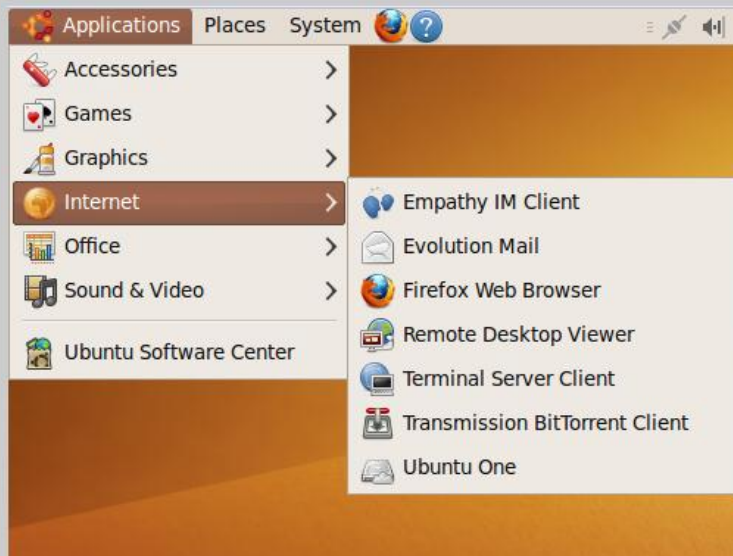 Applications Places System ?
Accessories
Games
Graphics
Internet
Office
Sound & Video
Ubuntu Software Center
Empathy IM Client
Evolution Mail
Firefox Web Browser
Remote Desktop Viewer
Terminal Server Client
Transmission BitTorrent Client
Ubuntu One